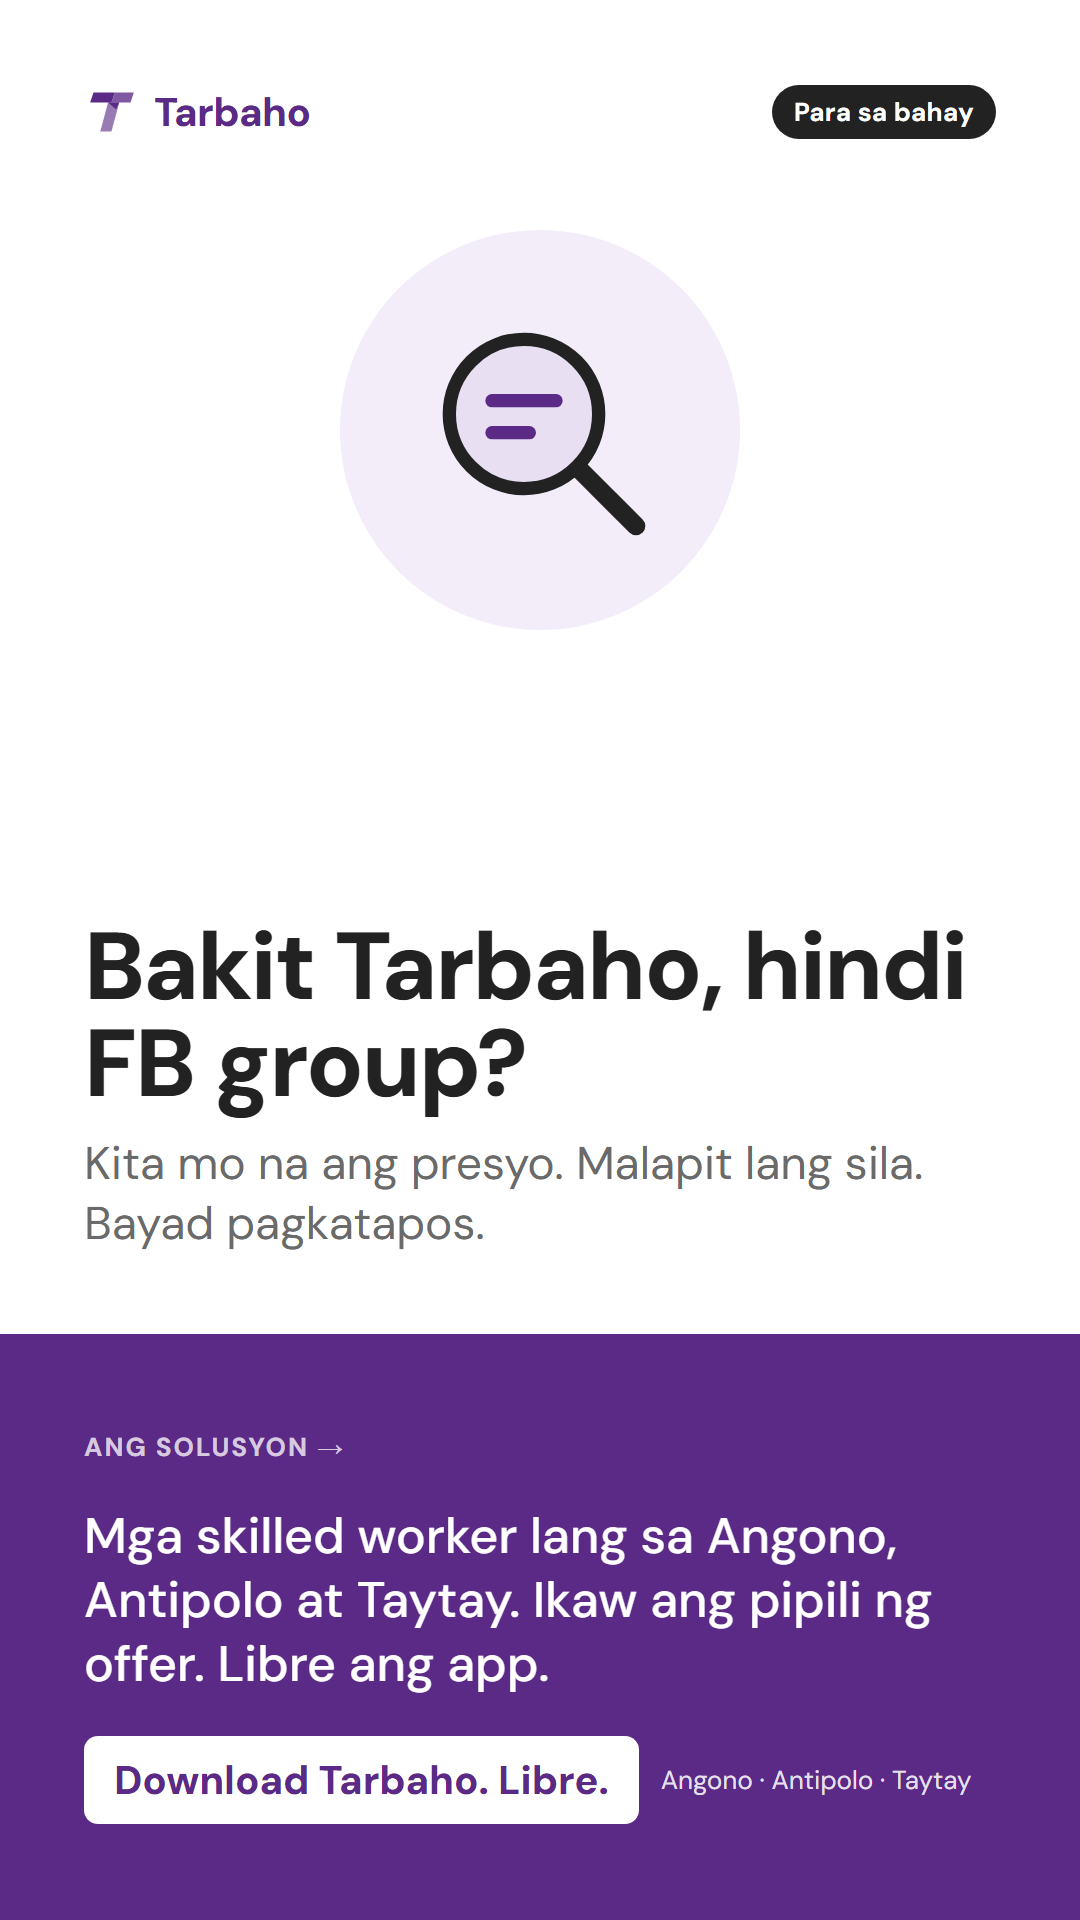 Tarbaho
Para sa bahay
Bakit Tarbaho, hindi
FB group?
Kita mo na ang presyo. Malapit lang sila.
Bayad pagkatapos.
ANG SOLUSYON →
Mga skilled worker lang sa Angono,
Antipolo at Taytay. Ikaw ang pipili ng
offer. Libre ang app.
Download Tarbaho. Libre.
Angono · Antipolo · Taytay